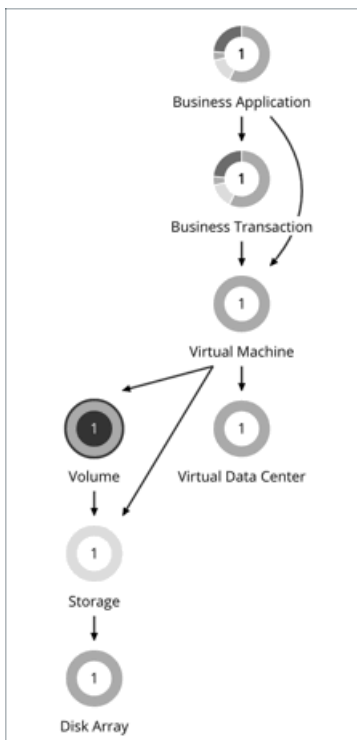 1
Business Application
1
Business Transaction
1
Virtual Machine
1
Volume
1
Virtual Data Center
1
Storage
1
Disk Array